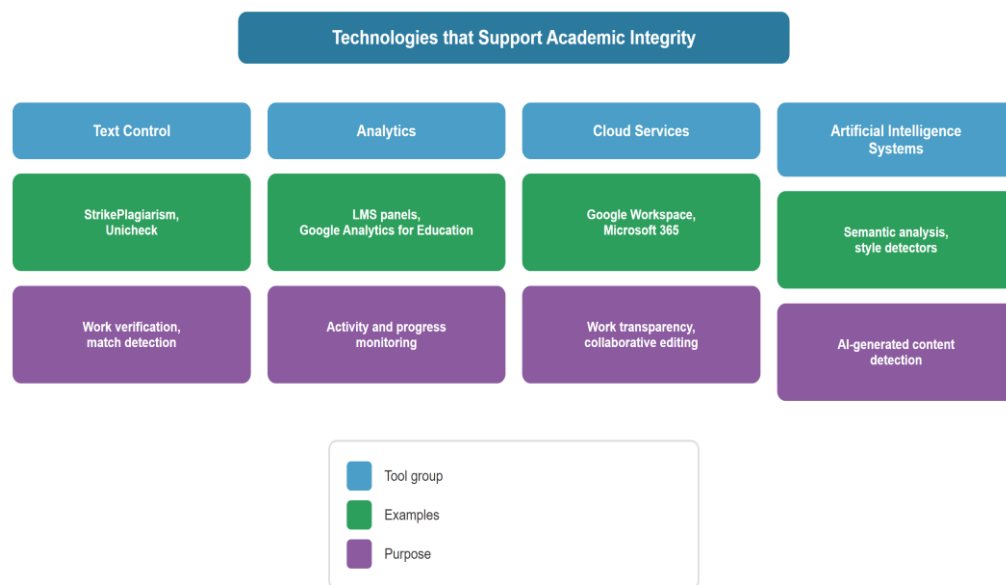 Technologies that Support Academic Integrity
Text Control
StrikePlagiarism,
Unicheck
Work verification,
match detection
Analytics
LMS panels,
Google Analytics for Education
Activity and progress
monitoring
Cloud Services
Google Workspace,
Microsoft 365
Work transparency,
collaborative editing
Artificial Intelligence
Systems
Semantic analysis,
style detectors
AI-generated content
detection
Tool group
Examples
Purpose